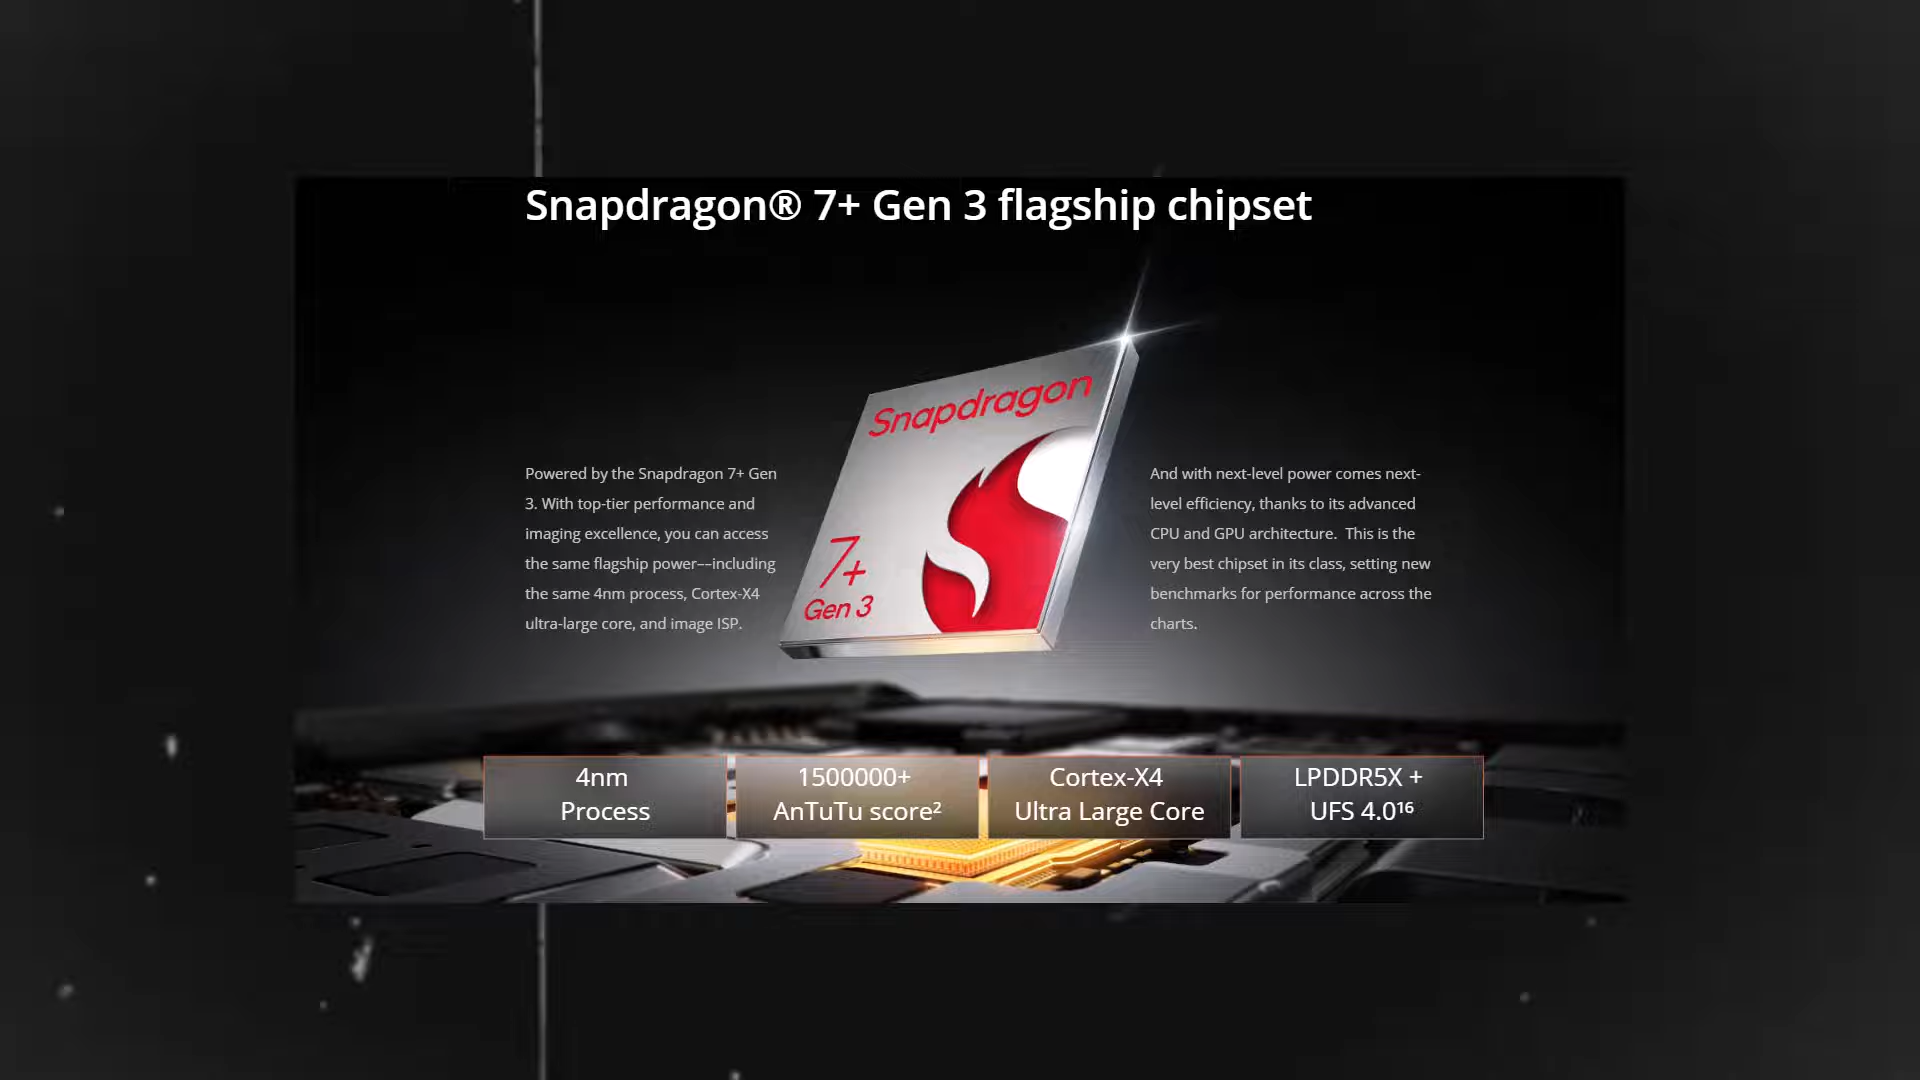 Snapdragon® 7+ Gen 3 flagship chipset
Snapdragon
7+
Gen 3
Powered by the Snapdragon 7+ Gen
3. With top-tier performance and
imaging excellence, you can access
the same flagship power––including
the same 4nm process, Cortex-X4
ultra-large core, and image ISP.
And with next-level power comes next-
level efficiency, thanks to its advanced
CPU and GPU architecture.  This is the
very best chipset in its class, setting new
benchmarks for performance across the
charts.
4nm
Process
1500000+
AnTuTu score²
Cortex-X4
Ultra Large Core
LPDDR5X +
UFS 4.0¹⁶